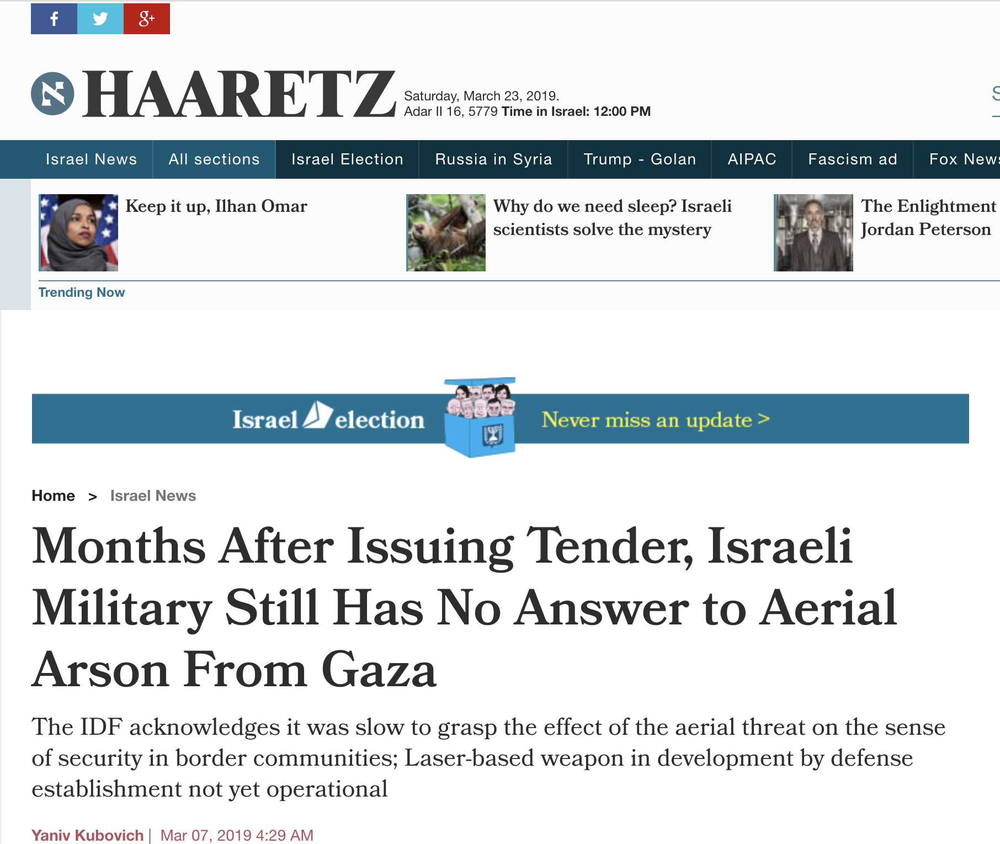 f g+
א HAARETZ
Saturday, March 23, 2019.
Adar II 16, 5779 Time in Israel: 12:00 PM
S
Israel News All sections Israel Election Russia in Syria Trump - Golan AIPAC Fascism ad Fox News
Keep it up, Ilhan Omar
Why do we need sleep? Israeli
scientists solve the mystery
The Enlightment
Jordan Peterson
Trending Now
Israel election Never miss an update >
Home > Israel News
Months After Issuing Tender, Israeli
Military Still Has No Answer to Aerial
Arson From Gaza
The IDF acknowledges it was slow to grasp the effect of the aerial threat on the sense
of security in border communities; Laser-based weapon in development by defense
establishment not yet operational
Yaniv Kubovich | Mar 07, 2019 4:29 AM